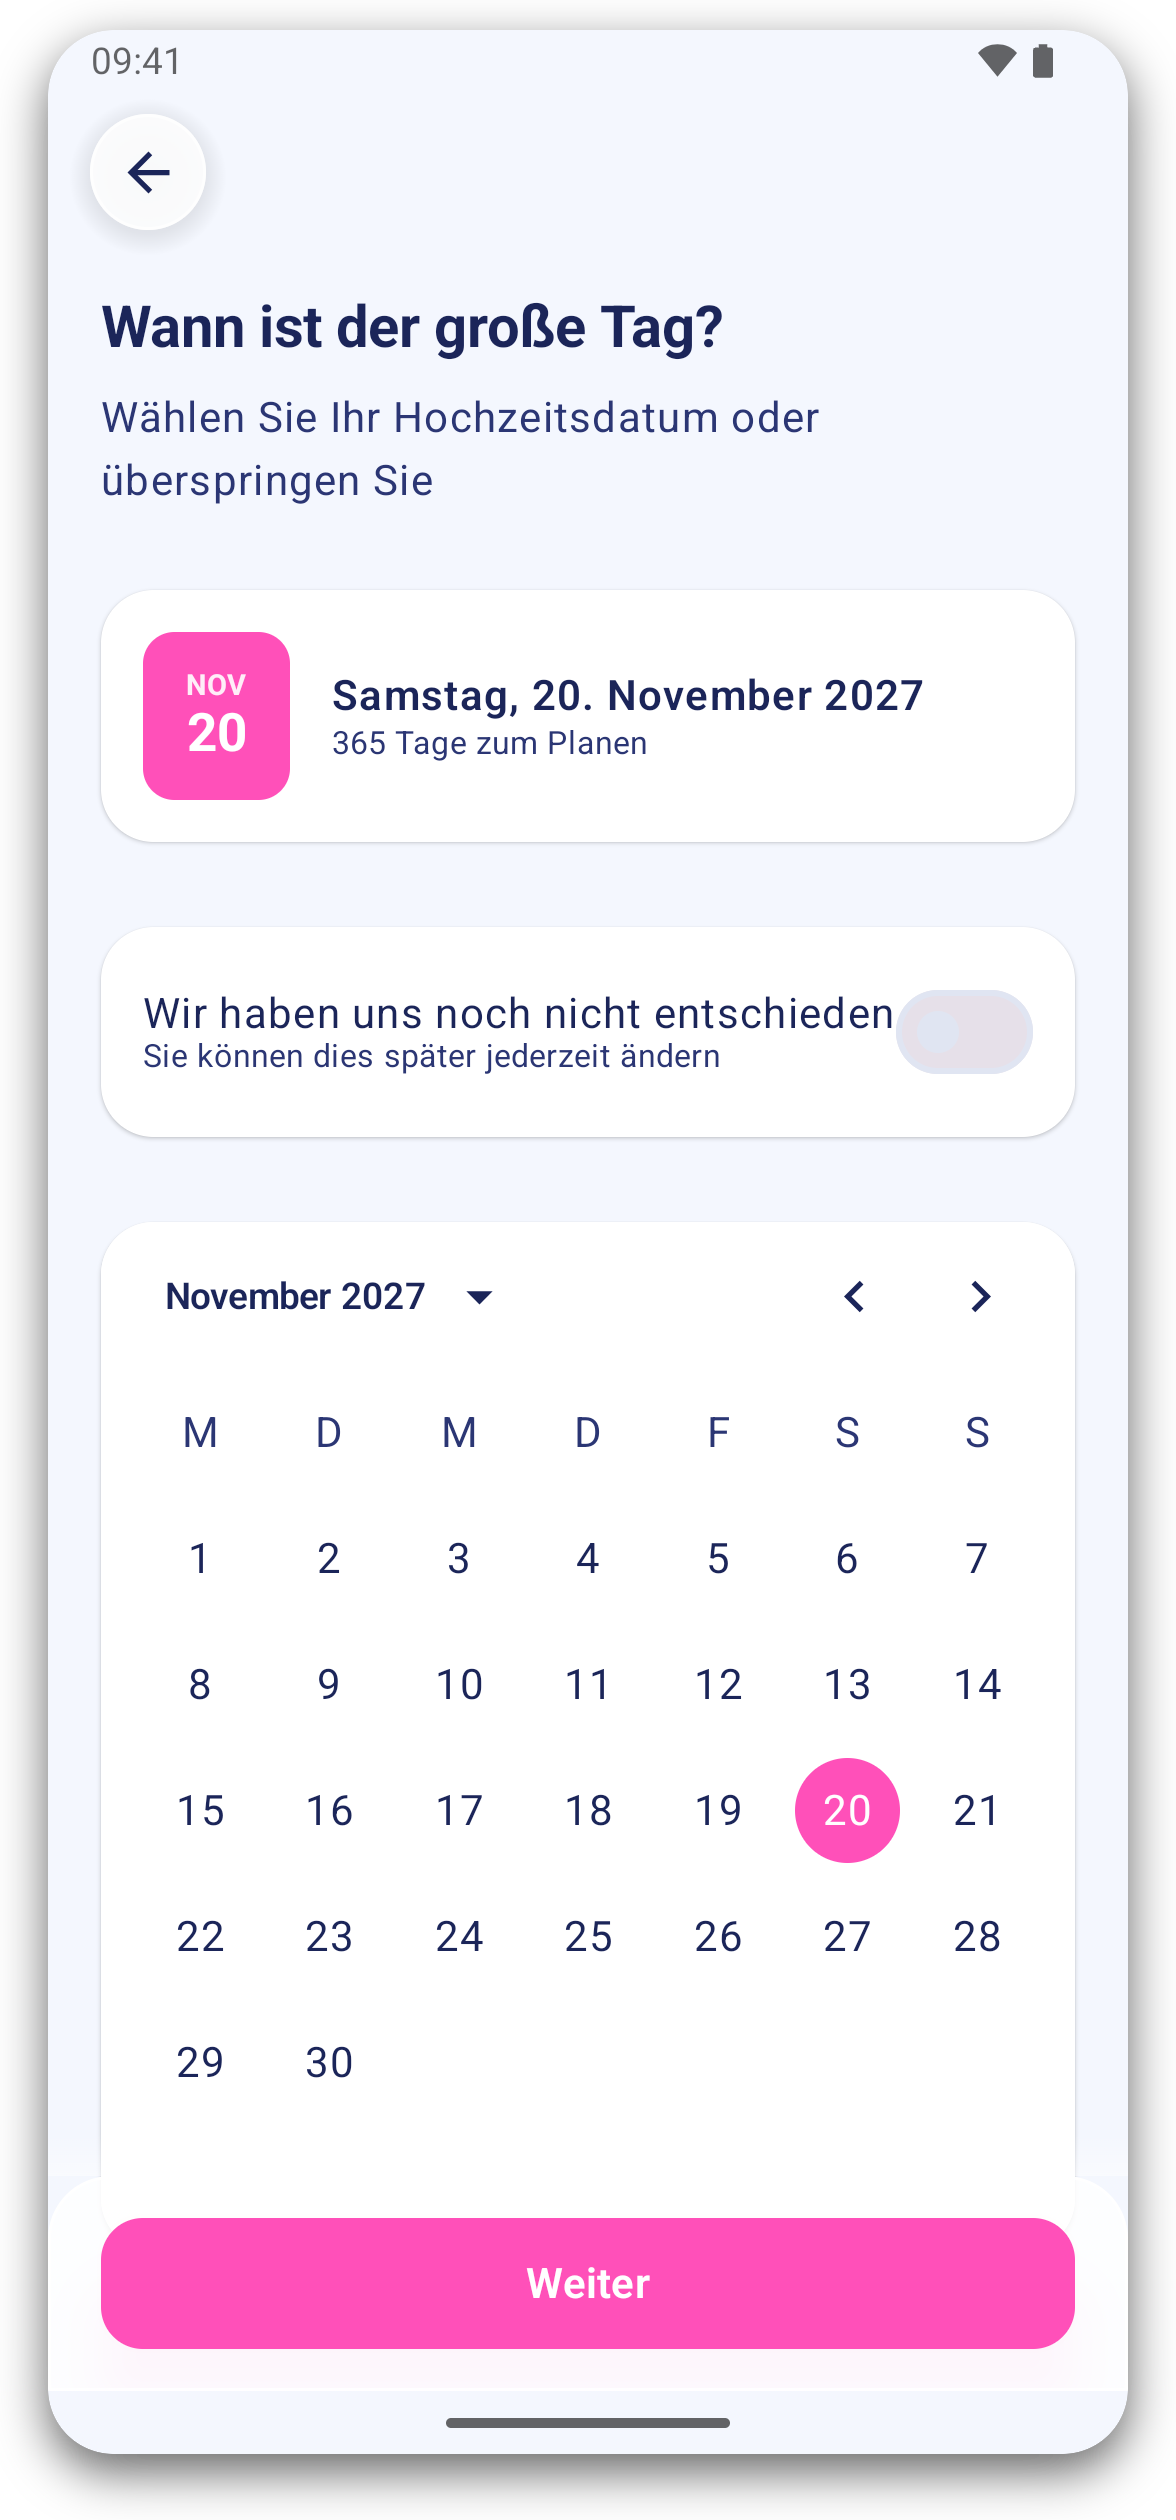 09:41
Wann ist der große Tag?
Wählen Sie Ihr Hochzeitsdatum oder
überspringen Sie
NOV
20
Samstag, 20. November 2027
365 Tage zum Planen
Wir haben uns noch nicht entschieden
Sie können dies später jederzeit ändern
November 2027
M D M D F S S
1 2 3 4 5 6 7
8 9 10 11 12 13 14
15 16 17 18 19 20 21
22 23 24 25 26 27 28
29 30
Weiter